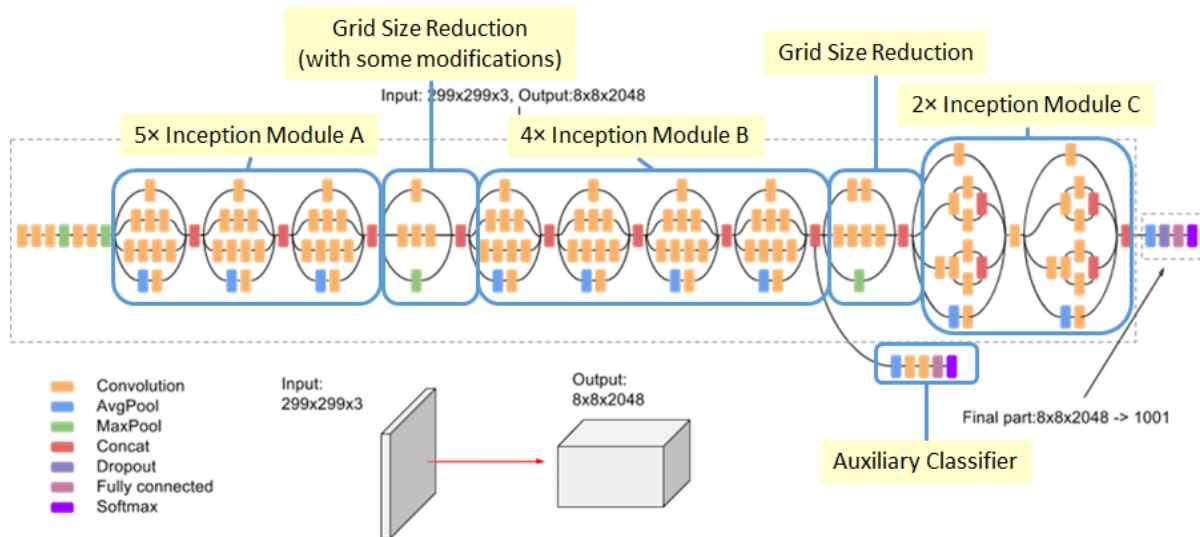 Grid Size Reduction
(with some modifications)
Grid Size Reduction
Input: 299x299x3, Output:8x8x2048
5× Inception Module A
4× Inception Module B
2× Inception Module C
Convolution
AvgPool
MaxPool
Concat
Dropout
Fully connected
Softmax
Input:
299x299x3
Output:
8x8x2048
Final part:8x8x2048 -> 1001
Auxiliary Classifier